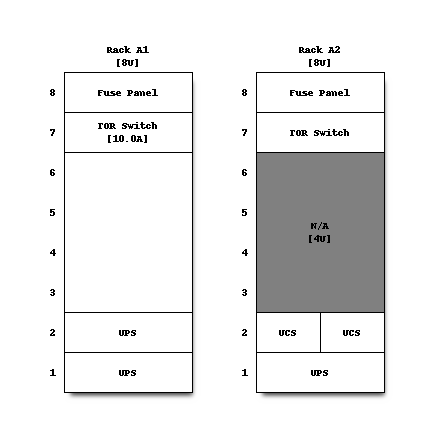 Rack A1
[8U]
8
Fuse Panel
7
TOR Switch
[10.0A]
6
5
4
3
2
UPS
1
UPS
Rack A2
[8U]
8
Fuse Panel
7
TOR Switch
6
5
N/A
[4U]
4
3
2
UCS
UCS
1
UPS